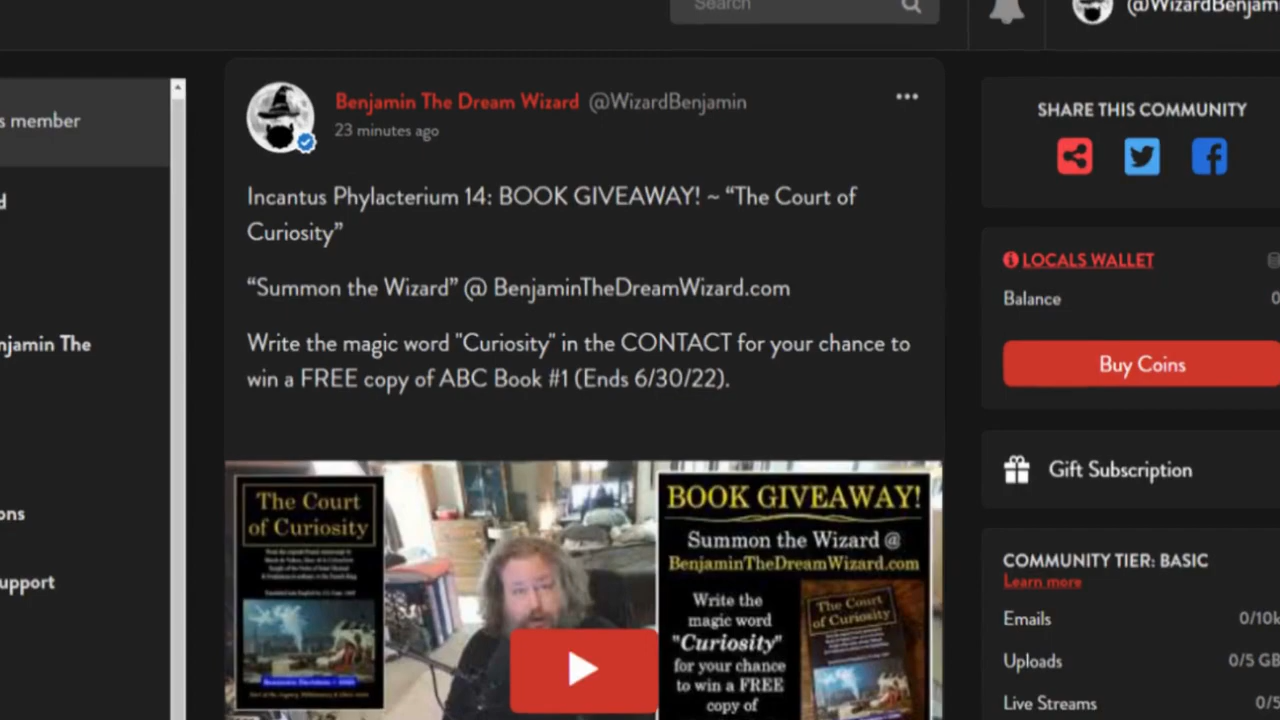 Search
@WizardBenjam
s member
njamin The
ons
upport
Benjamin The Dream Wizard @WizardBenjamin
23 minutes ago
Incantus Phylacterium 14: BOOK GIVEAWAY! ~ “The Court of
Curiosity”
“Summon the Wizard” @ BenjaminTheDreamWizard.com
Write the magic word "Curiosity" in the CONTACT for your chance to
win a FREE copy of ABC Book #1 (Ends 6/30/22).
The Court
of Curiosity
BOOK GIVEAWAY!
Summon the Wizard @
BenjaminTheDreamWizard.com
Write the
magic word
"Curiosity"
for your chance
to win a FREE
copy of
The Court
of Curiosity
SHARE THIS COMMUNITY
LOCALS WALLET
Balance 0
Buy Coins
Gift Subscription
COMMUNITY TIER: BASIC
Learn more
Emails 0/10k
Uploads 0/5 GB
Live Streams 0/5